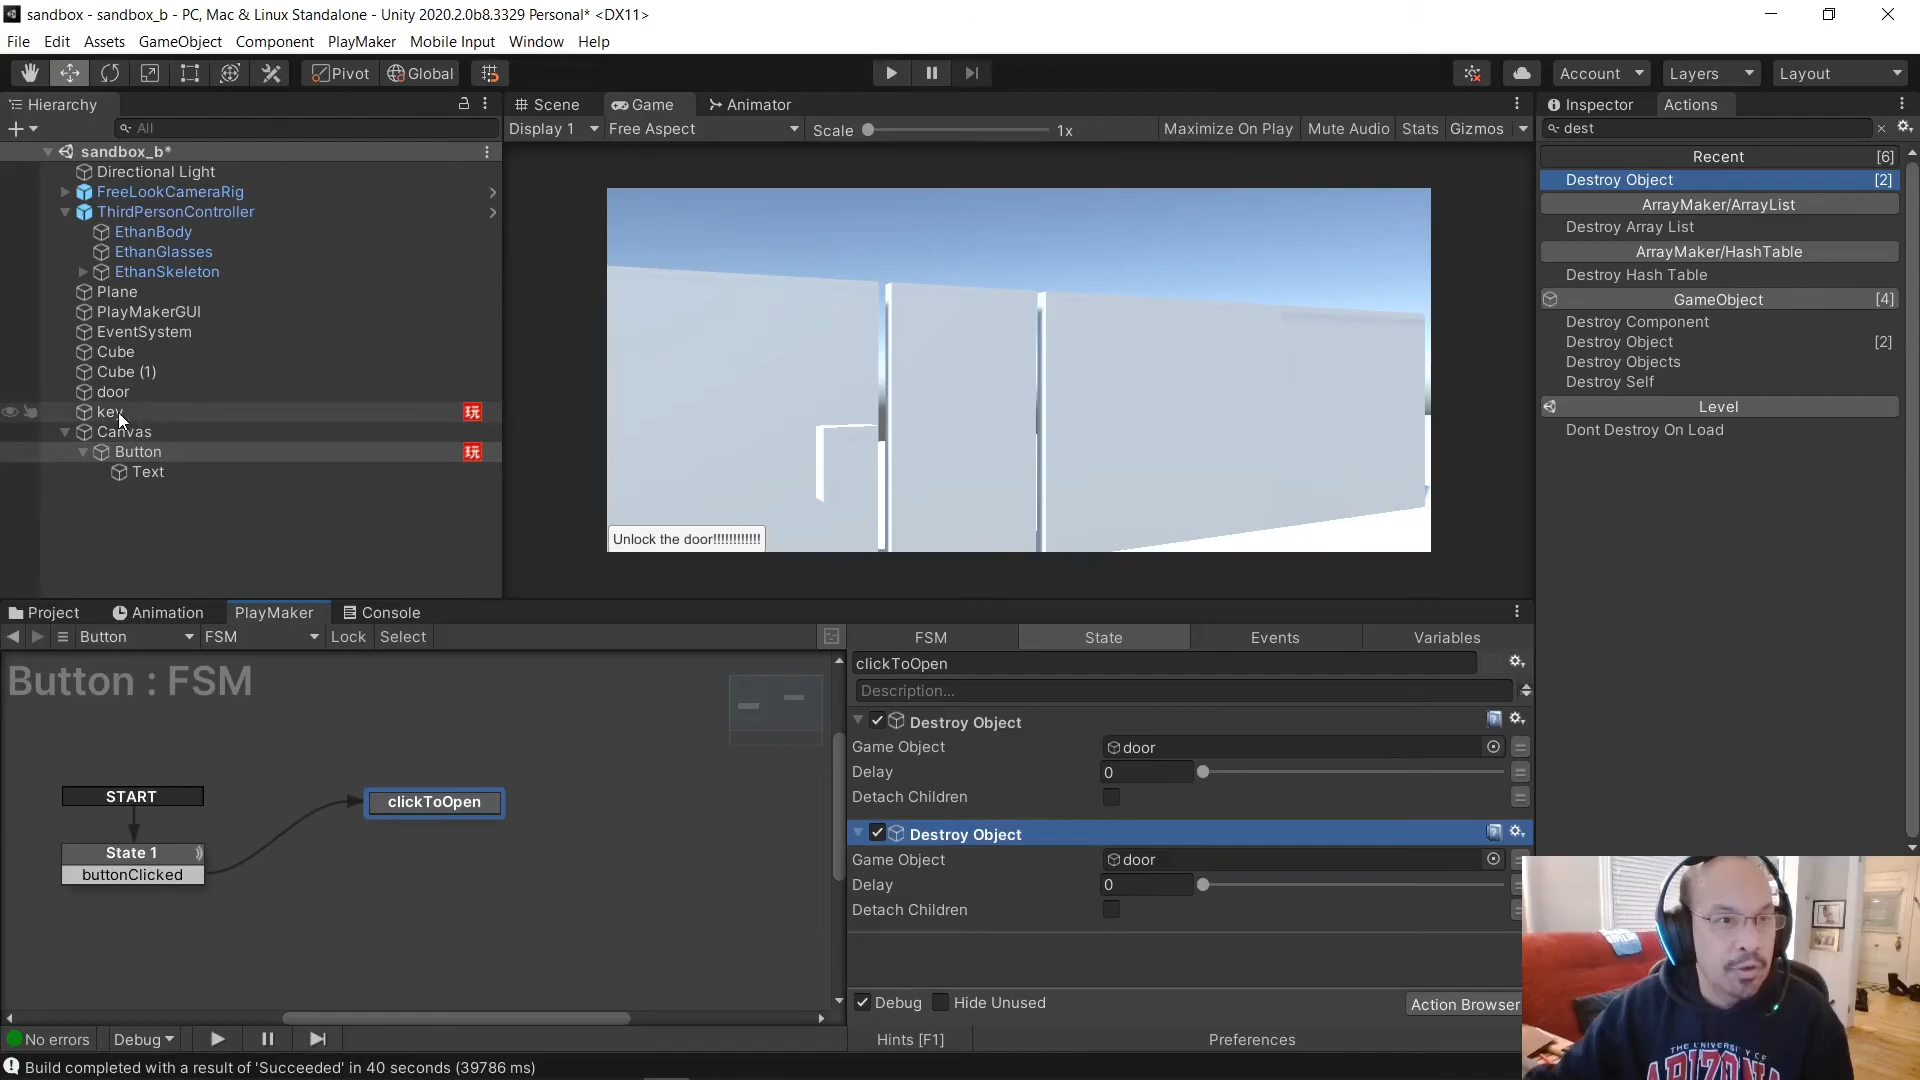 sandbox - sandbox_b - PC, Mac & Linux Standalone - Unity 2020.2.0b8.3329 Personal* <DX11>
File Edit Assets GameObject Component PlayMaker Mobile Input Window Help
Pivot Global Account Layers Layout
Hierarchy
All
sandbox_b*
Directional Light
FreeLookCameraRig
ThirdPersonController
EthanBody
EthanGlasses
EthanSkeleton
Plane
PlayMakerGUI
EventSystem
Cube
Cube (1)
door
key
玩
Canvas
Button
玩
Text
Scene Game Animator
Display 1 Free Aspect Scale 1x Maximize On Play Mute Audio Stats Gizmos
Unlock the door!!!!!!!!!!!!
Inspector Actions
dest
Recent [6]
Destroy Object [2]
ArrayMaker/ArrayList
Destroy Array List
ArrayMaker/HashTable
Destroy Hash Table
GameObject [4]
Destroy Component
Destroy Object [2]
Destroy Objects
Destroy Self
Level
Dont Destroy On Load
Project Animation PlayMaker Console
Button FSM Lock Select
Button : FSM
START
State 1
buttonClicked
clickToOpen
FSM State Events Variables
clickToOpen
Description...
Destroy Object
Game Object door
Delay 0
Detach Children
Destroy Object
Game Object door
Delay 0
Detach Children
Debug Hide Unused Action Browser
No errors Debug Hints [F1] Preferences
Build completed with a result of 'Succeeded' in 40 seconds (39786 ms)
THE UNIVERSITY OF
ARIZONA